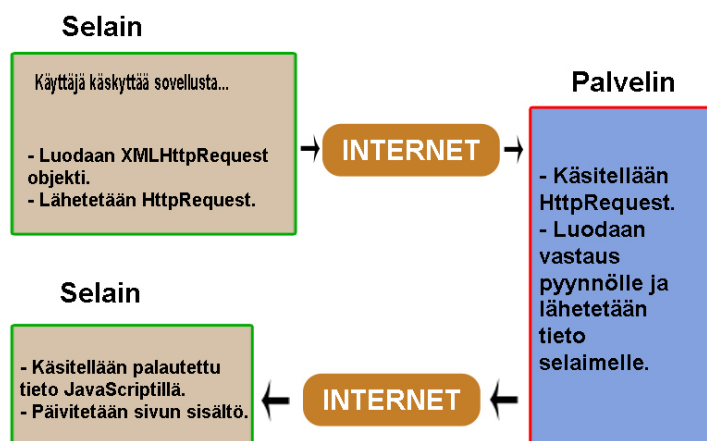 Selain
Käyttäjä käskyttää sovellusta...
- Luodaan XMLHttpRequest
objekti.
- Lähetetään HttpRequest.
INTERNET
Palvelin
- Käsitellään
HttpRequest.
- Luodaan
vastaus
pyynnölle ja
lähetetään
tieto
selaimelle.
INTERNET
Selain
- Käsitellään palautettu
tieto JavaScriptillä.
- Päivitetään sivun sisältö.